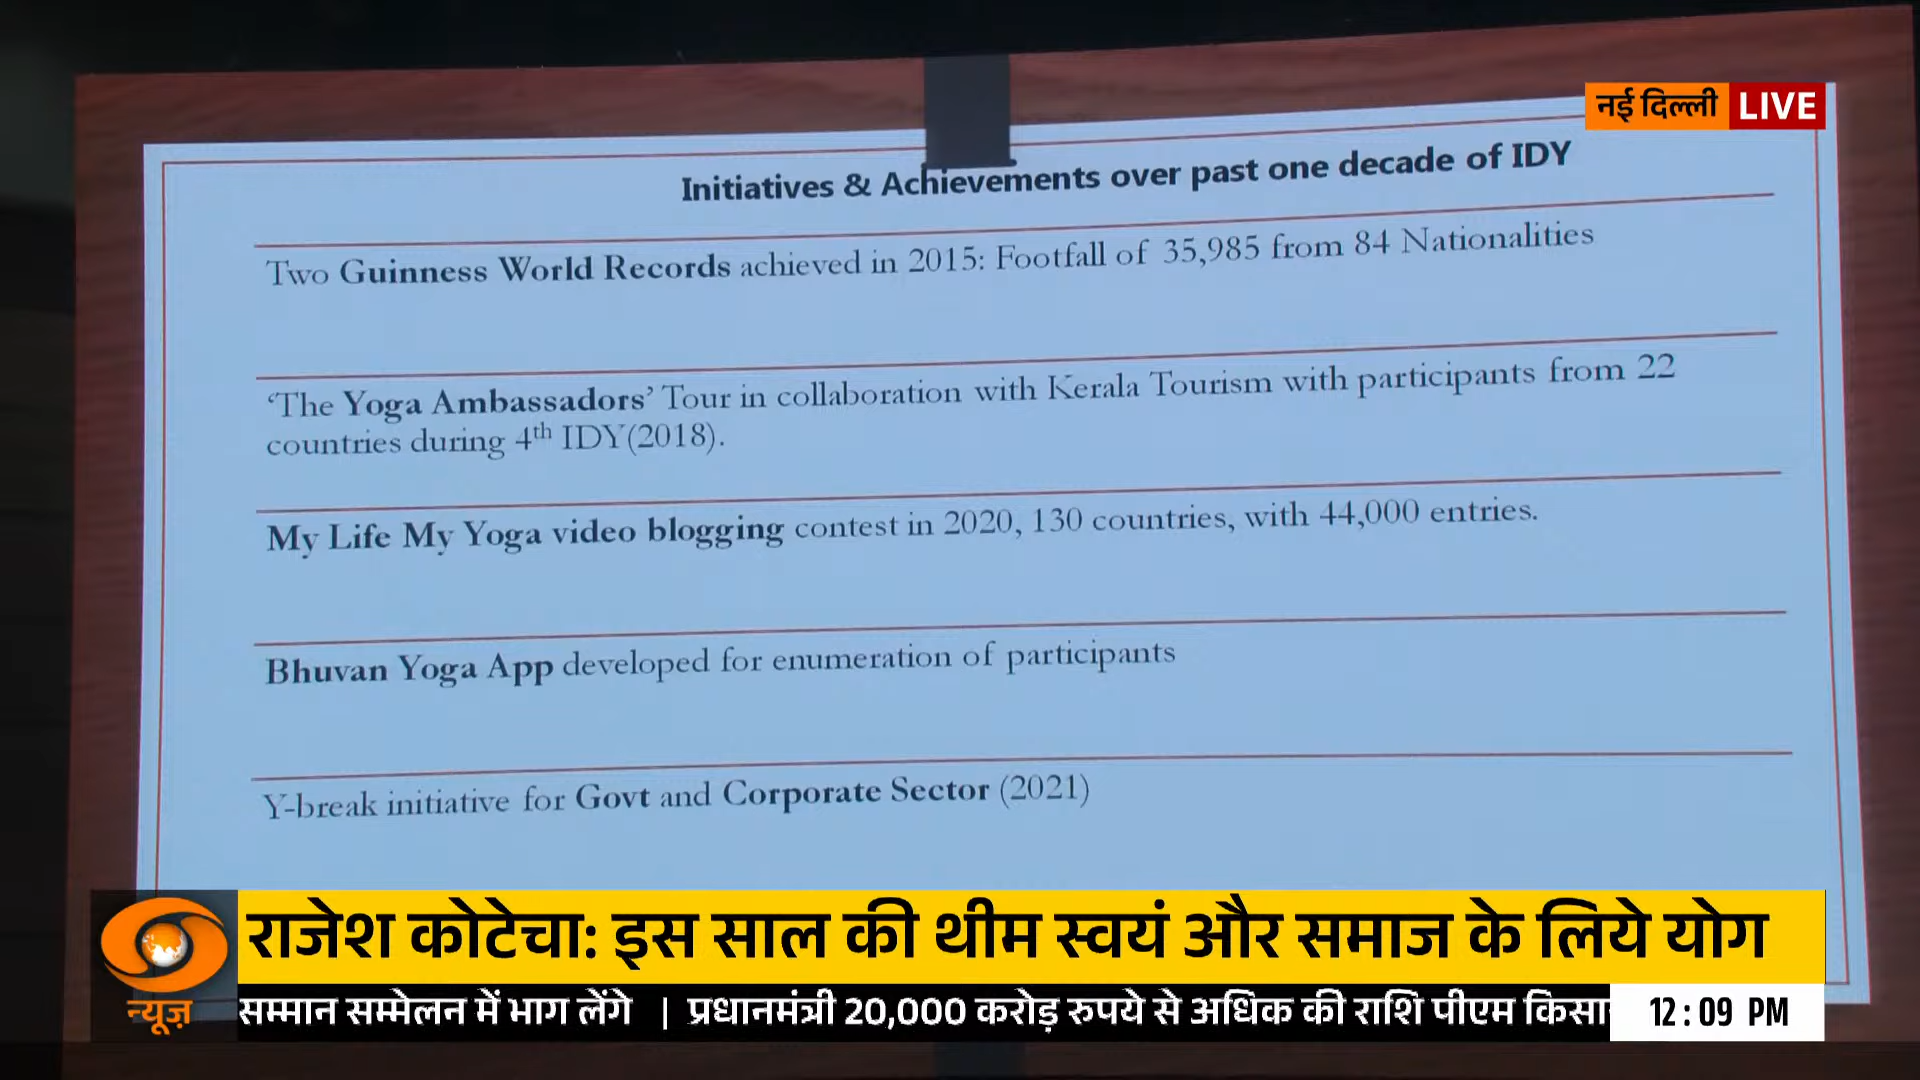 नई दिल्ली LIVE
Initiatives & Achievements over past one decade of IDY
Two Guinness World Records achieved in 2015: Footfall of 35,985 from 84 Nationalities
‘The Yoga Ambassadors’ Tour in collaboration with Kerala Tourism with participants from 22
countries during 4th IDY(2018).
My Life My Yoga video blogging contest in 2020, 130 countries, with 44,000 entries.
Bhuvan Yoga App developed for enumeration of participants
Y-break initiative for Govt and Corporate Sector (2021)
राजेश कोटेचा: इस साल की थीम स्वयं और समाज के लिये योग
न्यूज़
सम्मान सम्मेलन में भाग लेंगे | प्रधानमंत्री 20,000 करोड़ रुपये से अधिक की राशि पीएम किसा
12:09 PM